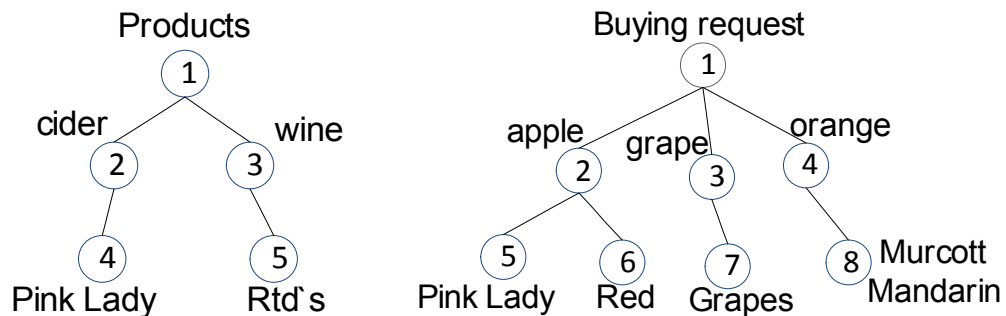 Products
1
cider
wine
2
3
4
5
Pink Lady
Rtd`s
Buying request
1
apple
grape
orange
2
3
4
5
6
7
8
Pink Lady
Red
Grapes
Murcott
Mandarin